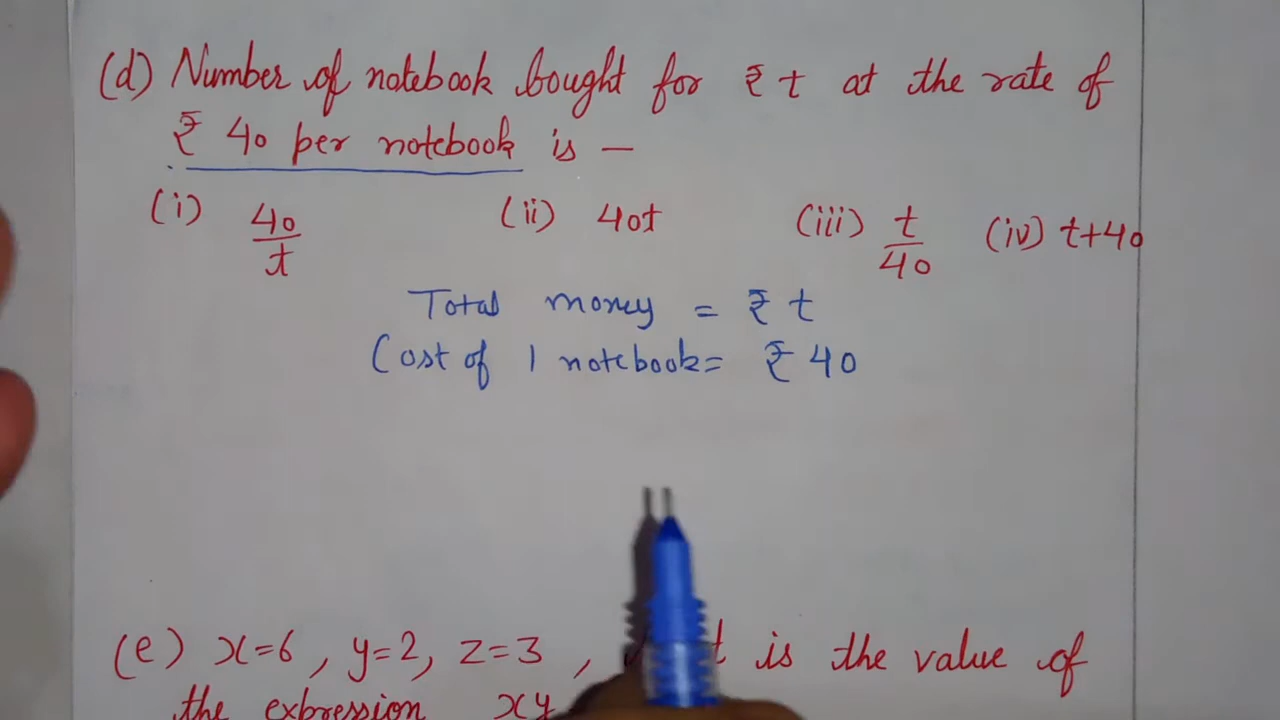 (d) Number of notebook bought for ₹ t at the rate of
₹ 40 per notebook is —
(i) 40/t (ii) 40t (iii) t/40 (iv) t+40
Total money = ₹ t
Cost of 1 notebook = ₹ 40
(e) x=6, y=2, z=3, is the value of
the expression xy